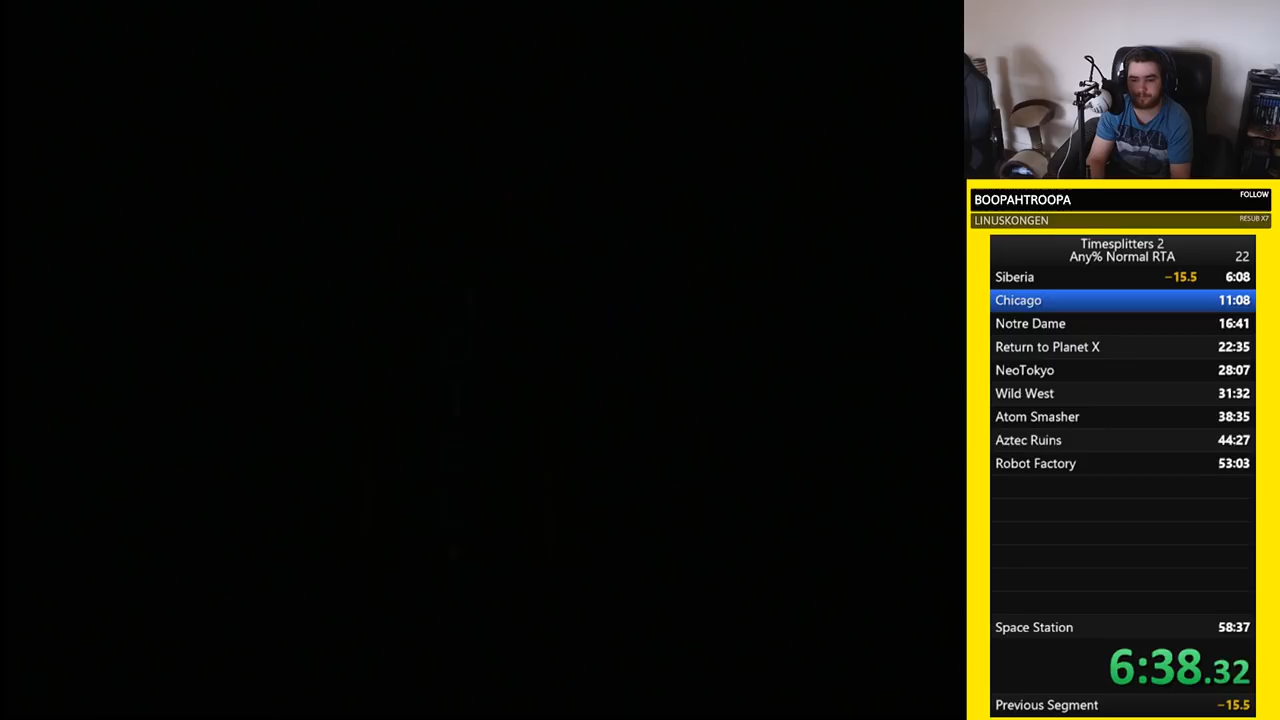 BOOPAHTROOPA FOLLOW
LINUSKONGEN RESUB X7
Timesplitters 2
Any% Normal RTA 22
Siberia −15.5 6:08
Chicago 11:08
Notre Dame 16:41
Return to Planet X 22:35
NeoTokyo 28:07
Wild West 31:32
Atom Smasher 38:35
Aztec Ruins 44:27
Robot Factory 53:03
Space Station 58:37
6:38.32
Previous Segment −15.5